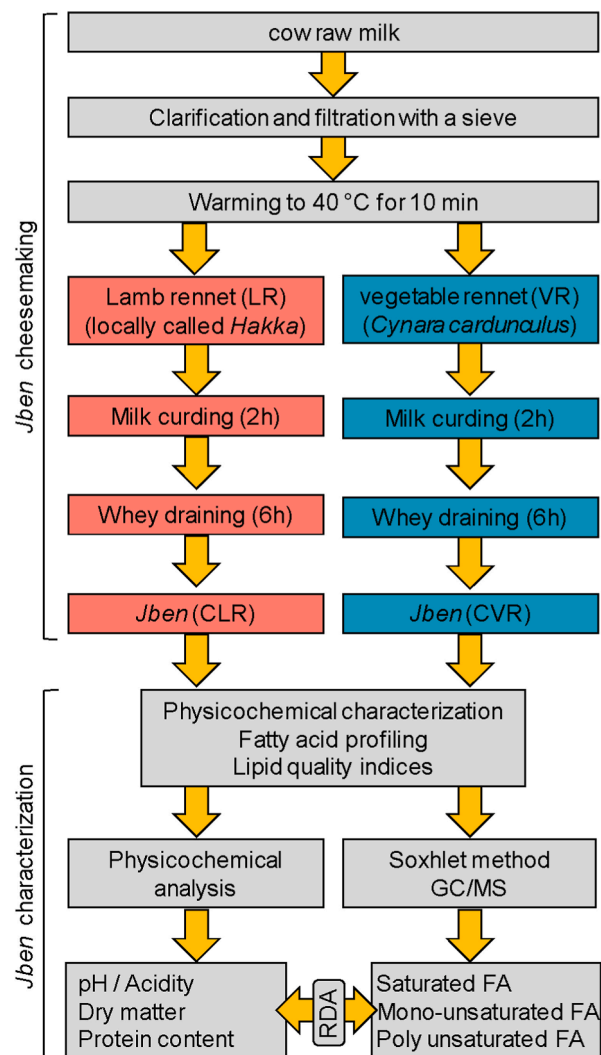 Jben cheesemaking
cow raw milk
Clarification and filtration with a sieve
Warming to 40 °C for 10 min
Lamb rennet (LR)
(locally called Hakka)
vegetable rennet (VR)
(Cynara cardunculus)
Milk curding (2h)
Milk curding (2h)
Whey draining (6h)
Whey draining (6h)
Jben (CLR)
Jben (CVR)
Jben characterization
Physicochemical characterization
Fatty acid profiling
Lipid quality indices
Physicochemical
analysis
Soxhlet method
GC/MS
pH / Acidity
Dry matter
Protein content
RDA
Saturated FA
Mono-unsaturated FA
Poly unsaturated FA